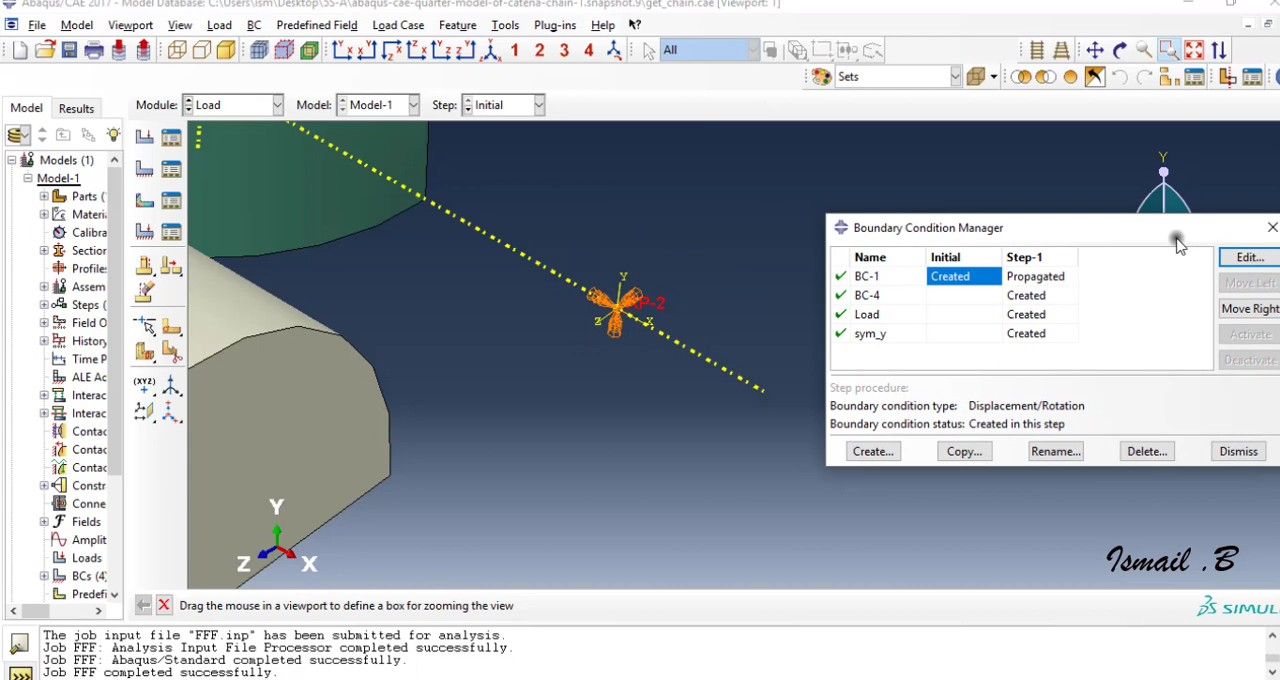 Abaqus/CAE 2017 - Model Database: C:\Users\ism\Desktop\SS-A\abaqus-cae-quarter-model-of-catena-chain-1.snapshot.9\get_chain.cae [Viewport: 1]
File Model Viewport View Load BC Predefined Field Load Case Feature Tools Plug-ins Help
1 2 3 4 All
Sets
Model Results Module: Load Model: Model-1 Step: Initial
Models (1)
Model-1
Parts (
Materi
Calibra
Section
Profiles
Assem
Steps (
Field O
History
Time P
ALE Ac
Interac
Interac
Contac
Contac
Contac
Constr
Conne
Fields
Amplit
Loads
BCs (4)
Predef
(XYZ)
Y
RP-2
Z X
Y
Z X
Y
Boundary Condition Manager
Name Initial Step-1
BC-1 Created Propagated
BC-4 Created
Load Created
sym_y Created
Edit...
Move Left
Move Right
Activate
Deactivate
Step procedure:
Boundary condition type: Displacement/Rotation
Boundary condition status: Created in this step
Create... Copy... Rename... Delete... Dismiss
Ismail .B
Drag the mouse in a viewport to define a box for zooming the view
SIMUL
The job input file "FFF.inp" has been submitted for analysis.
Job FFF: Analysis Input File Processor completed successfully.
Job FFF: Abaqus/Standard completed successfully.
Job FFF completed successfully.
>>>